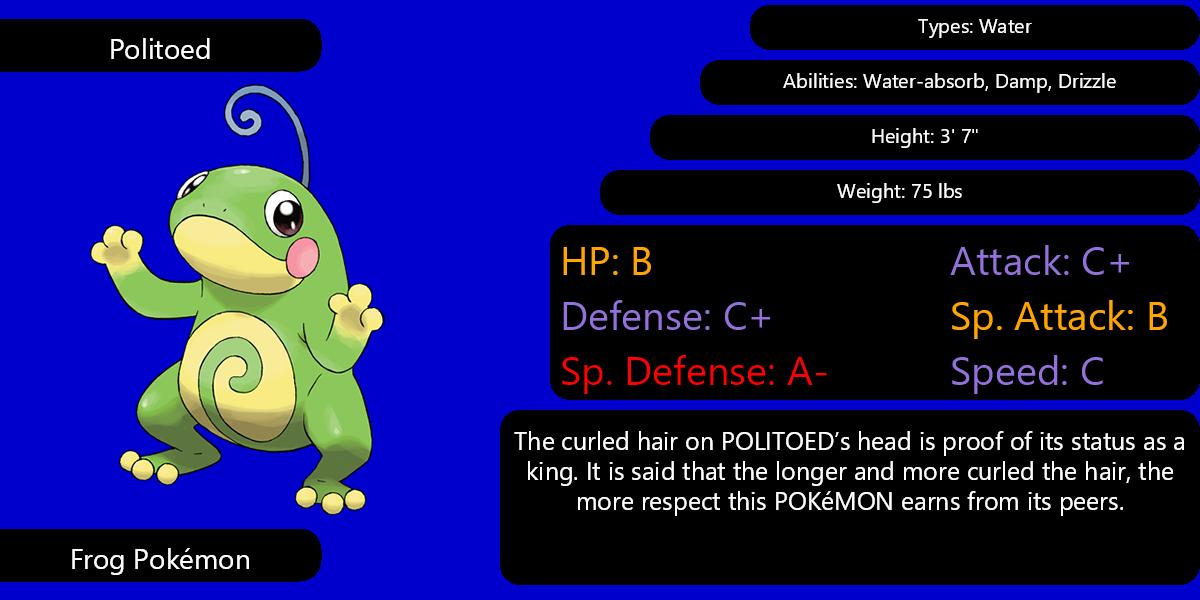 Politoed
Types: Water
Abilities: Water-absorb, Damp, Drizzle
Height: 3' 7"
Weight: 75 lbs
HP: B
Attack: C+
Defense: C+
Sp. Attack: B
Sp. Defense: A-
Speed: C
The curled hair on POLITOED’s head is proof of its status as a
king. It is said that the longer and more curled the hair, the
more respect this POKéMON earns from its peers.
Frog Pokémon